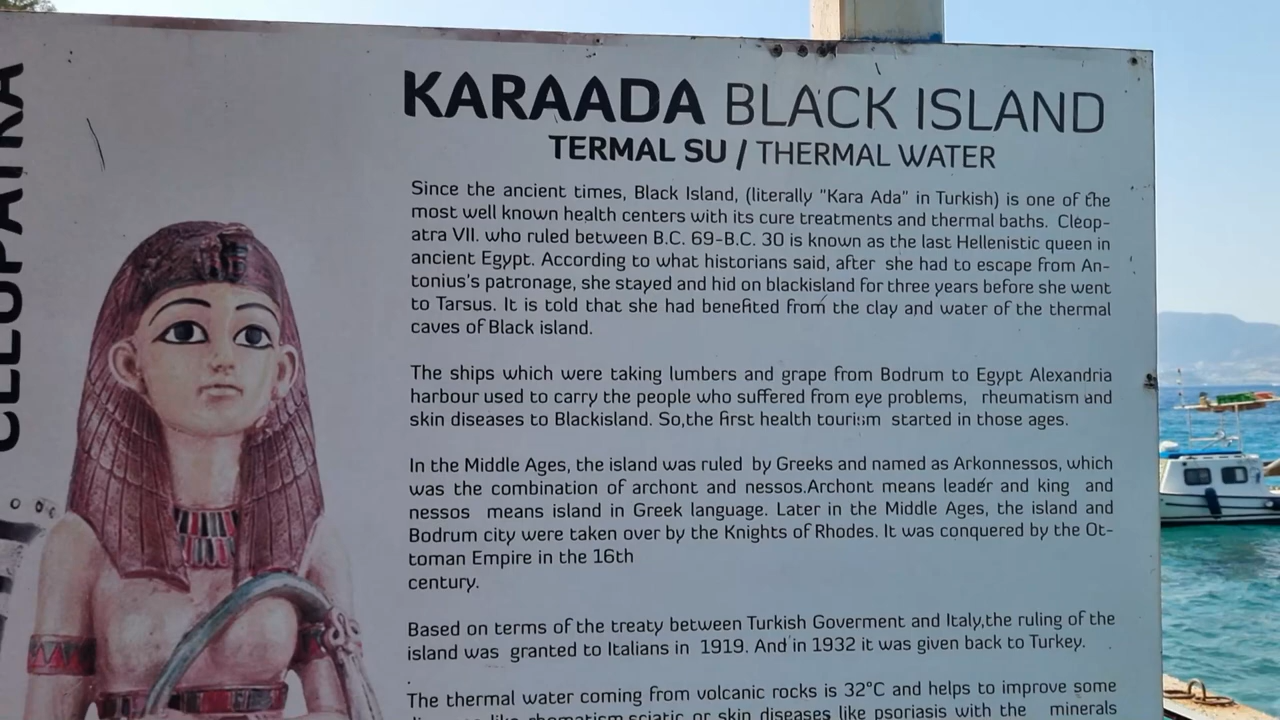 CLEOPATRA
KARAADA BLACK ISLAND
TERMAL SU / THERMAL WATER
Since the ancient times, Black Island, (literally "Kara Ada" in Turkish) is one of the
most well known health centers with its cure treatments and thermal baths. Cleop-
atra VII. who ruled between B.C. 69-B.C. 30 is known as the last Hellenistic queen in
ancient Egypt. According to what historians said, after she had to escape from An-
tonius's patronage, she stayed and hid on blackisland for three years before she went
to Tarsus. It is told that she had benefited from the clay and water of the thermal
caves of Black island.
The ships which were taking lumbers and grape from Bodrum to Egypt Alexandria
harbour used to carry the people who suffered from eye problems, rheumatism and
skin diseases to Blackisland. So,the first health tourism started in those ages.
In the Middle Ages, the island was ruled by Greeks and named as Arkonnessos, which
was the combination of archont and nessos.Archont means leader and king and
nessos means island in Greek language. Later in the Middle Ages, the island and
Bodrum city were taken over by the Knights of Rhodes. It was conquered by the Ot-
toman Empire in the 16th
century.
Based on terms of the treaty between Turkish Goverment and Italy,the ruling of the
island was granted to Italians in 1919. And in 1932 it was given back to Turkey.
The thermal water coming from volcanic rocks is 32°C and helps to improve some
like rhomatism,sciatic or skin diseases like psoriasis with the minerals